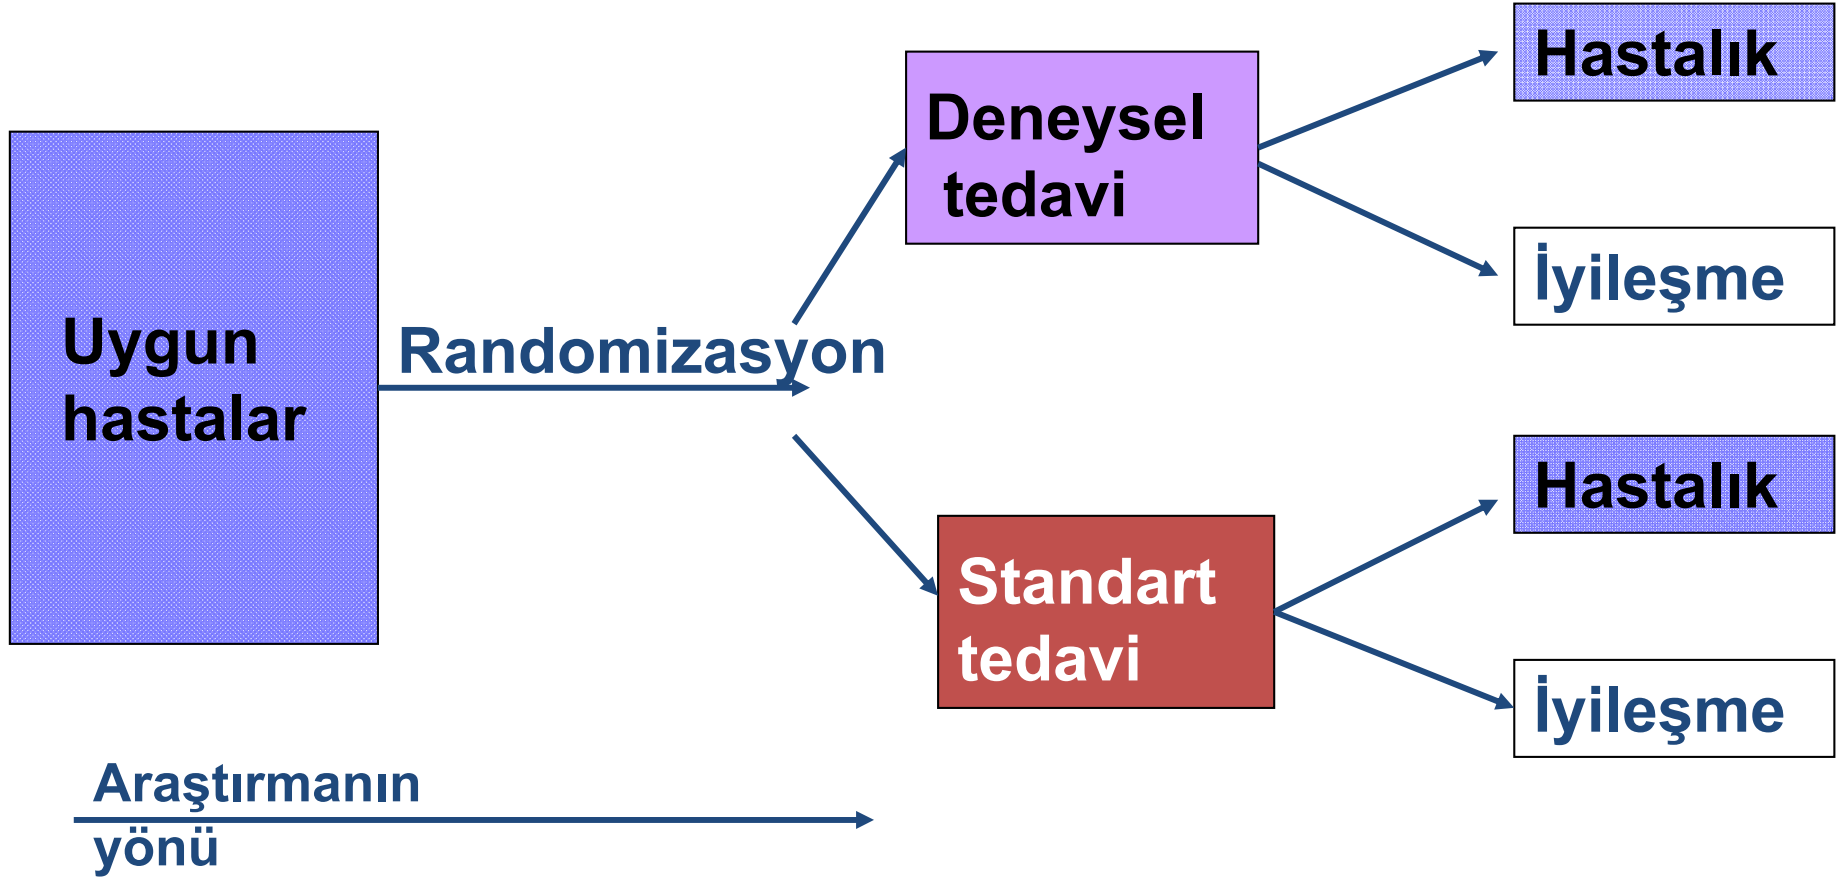 Uygun
hastalar
Randomizasyon
Deneysel
tedavi
Hastalık
İyileşme
Standart
tedavi
Hastalık
İyileşme
Araştırmanın
yönü